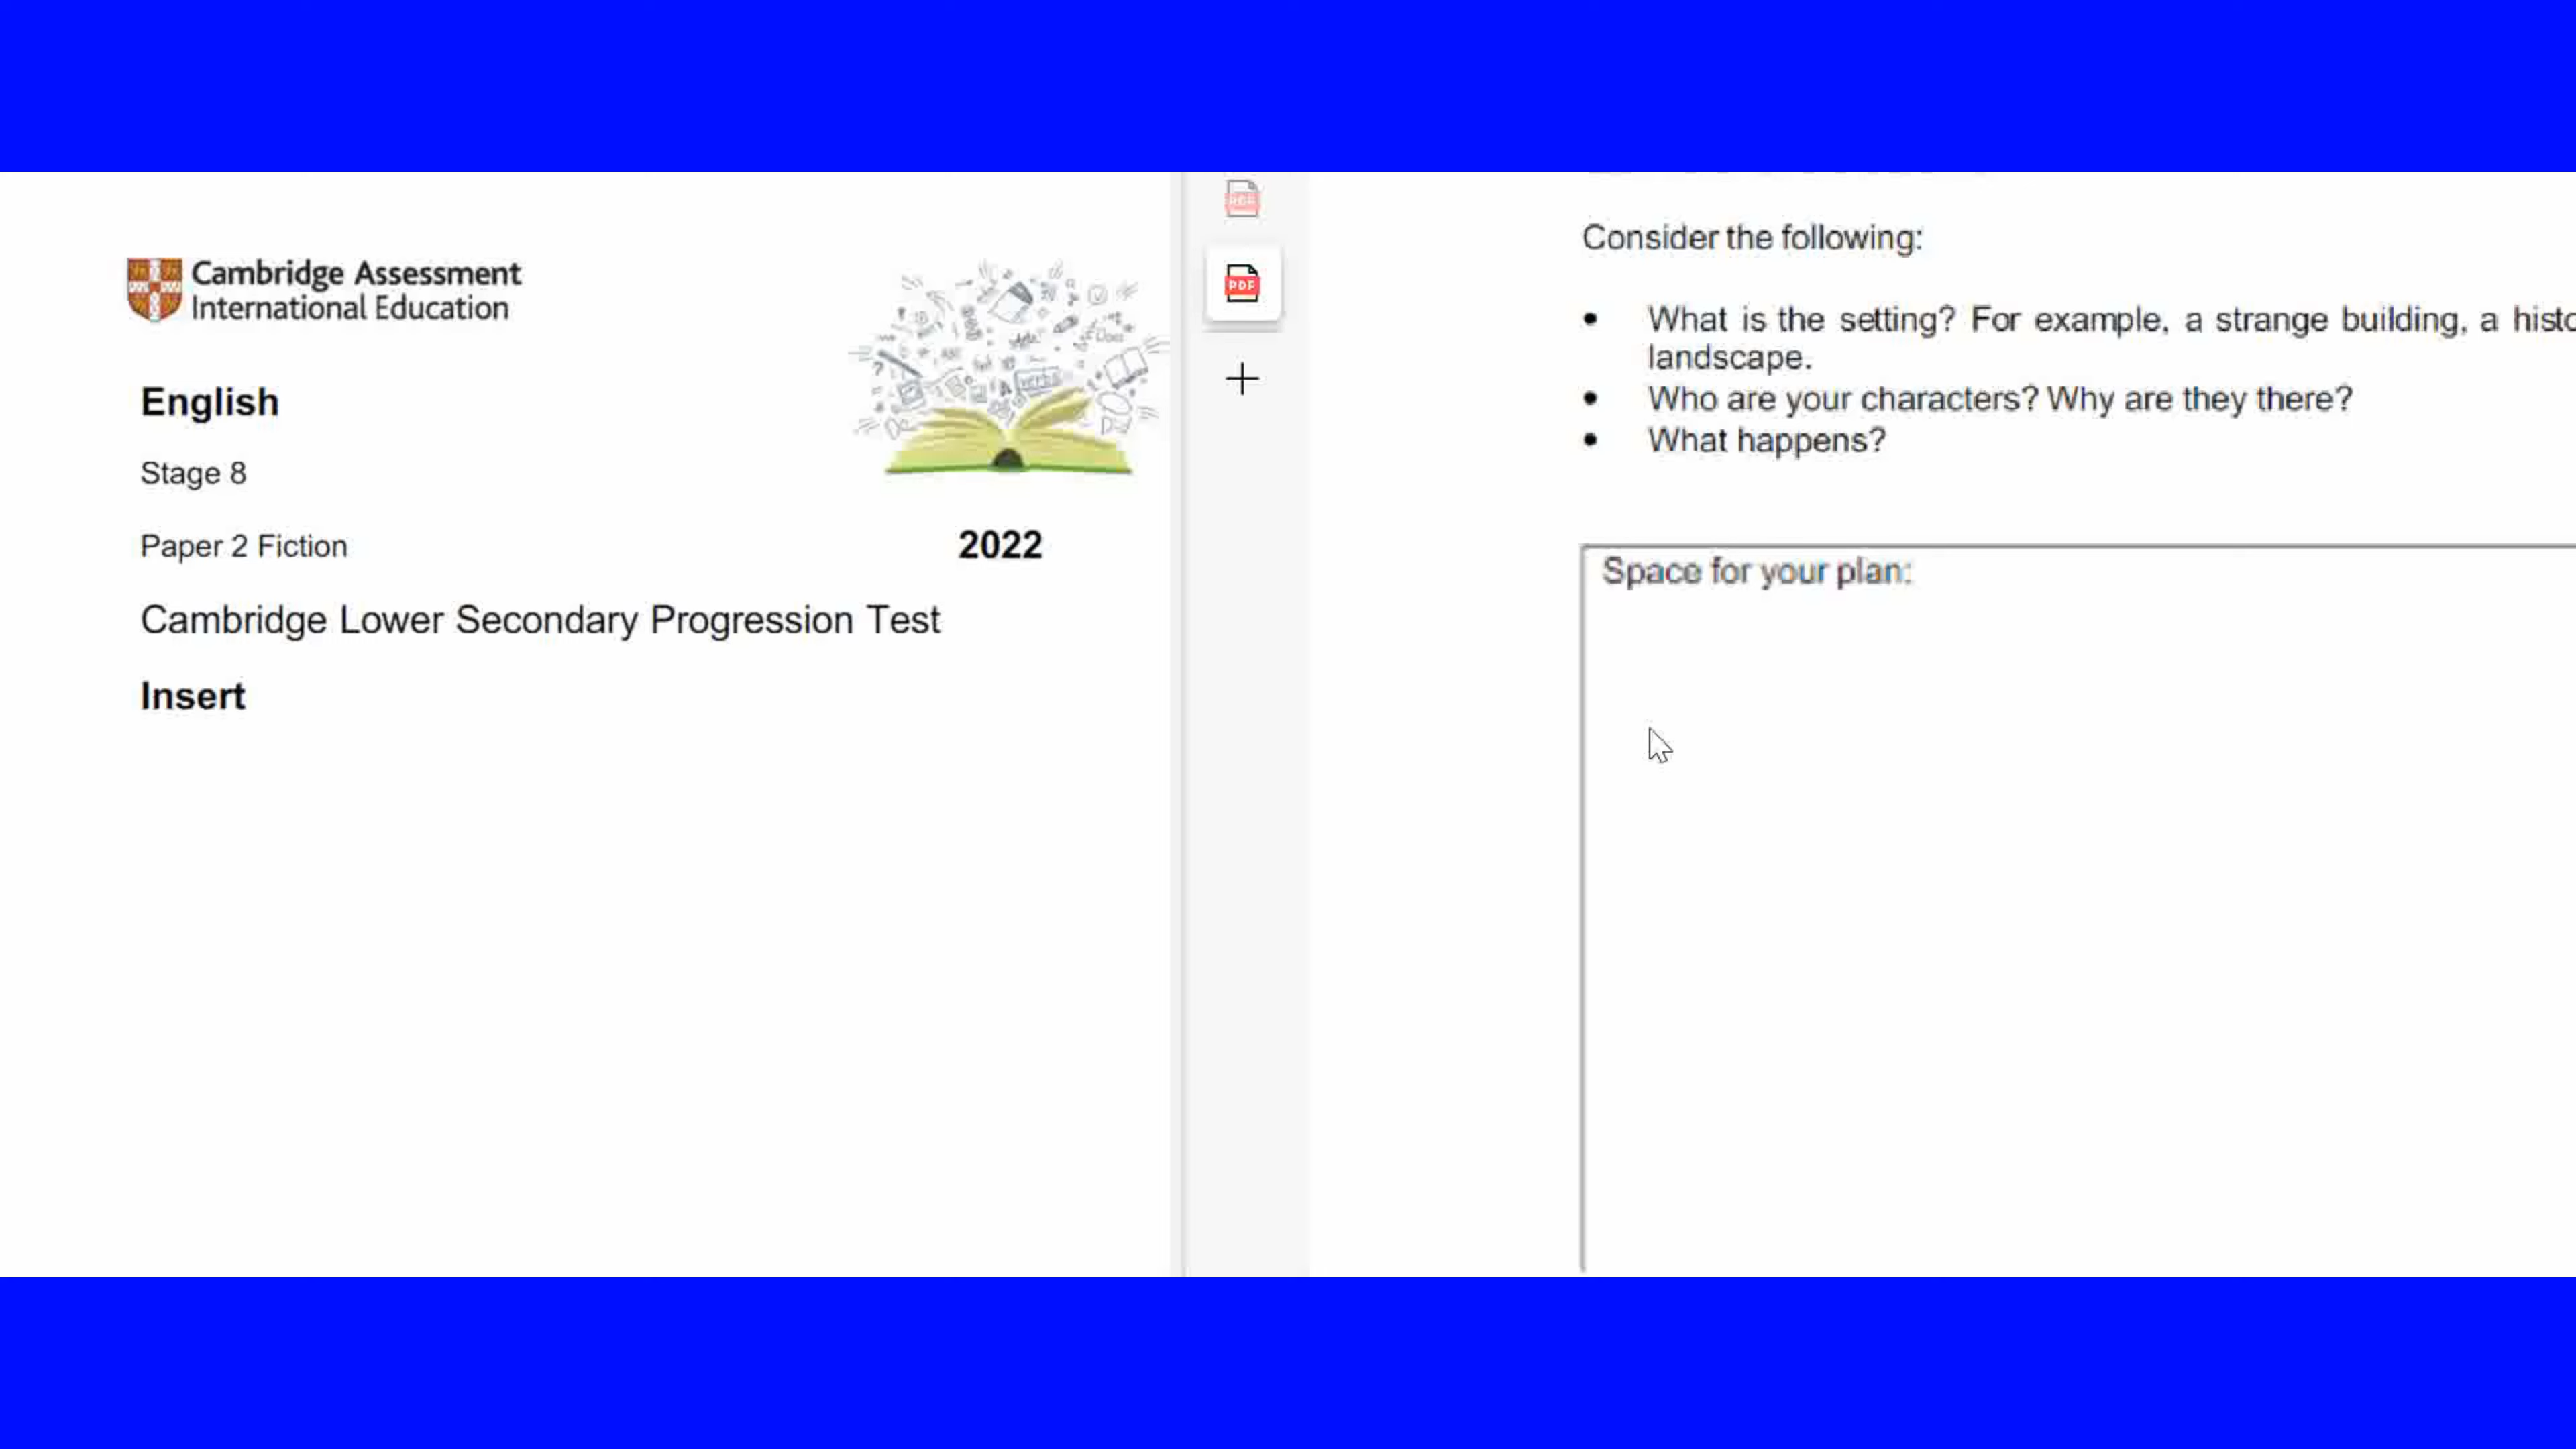 Cambridge Assessment
International Education
English
Stage 8
Paper 2 Fiction
2022
Cambridge Lower Secondary Progression Test
Insert
PDF
PDF
Consider the following:
• What is the setting? For example, a strange building, a histo
landscape.
• Who are your characters? Why are they there?
• What happens?
Space for your plan: